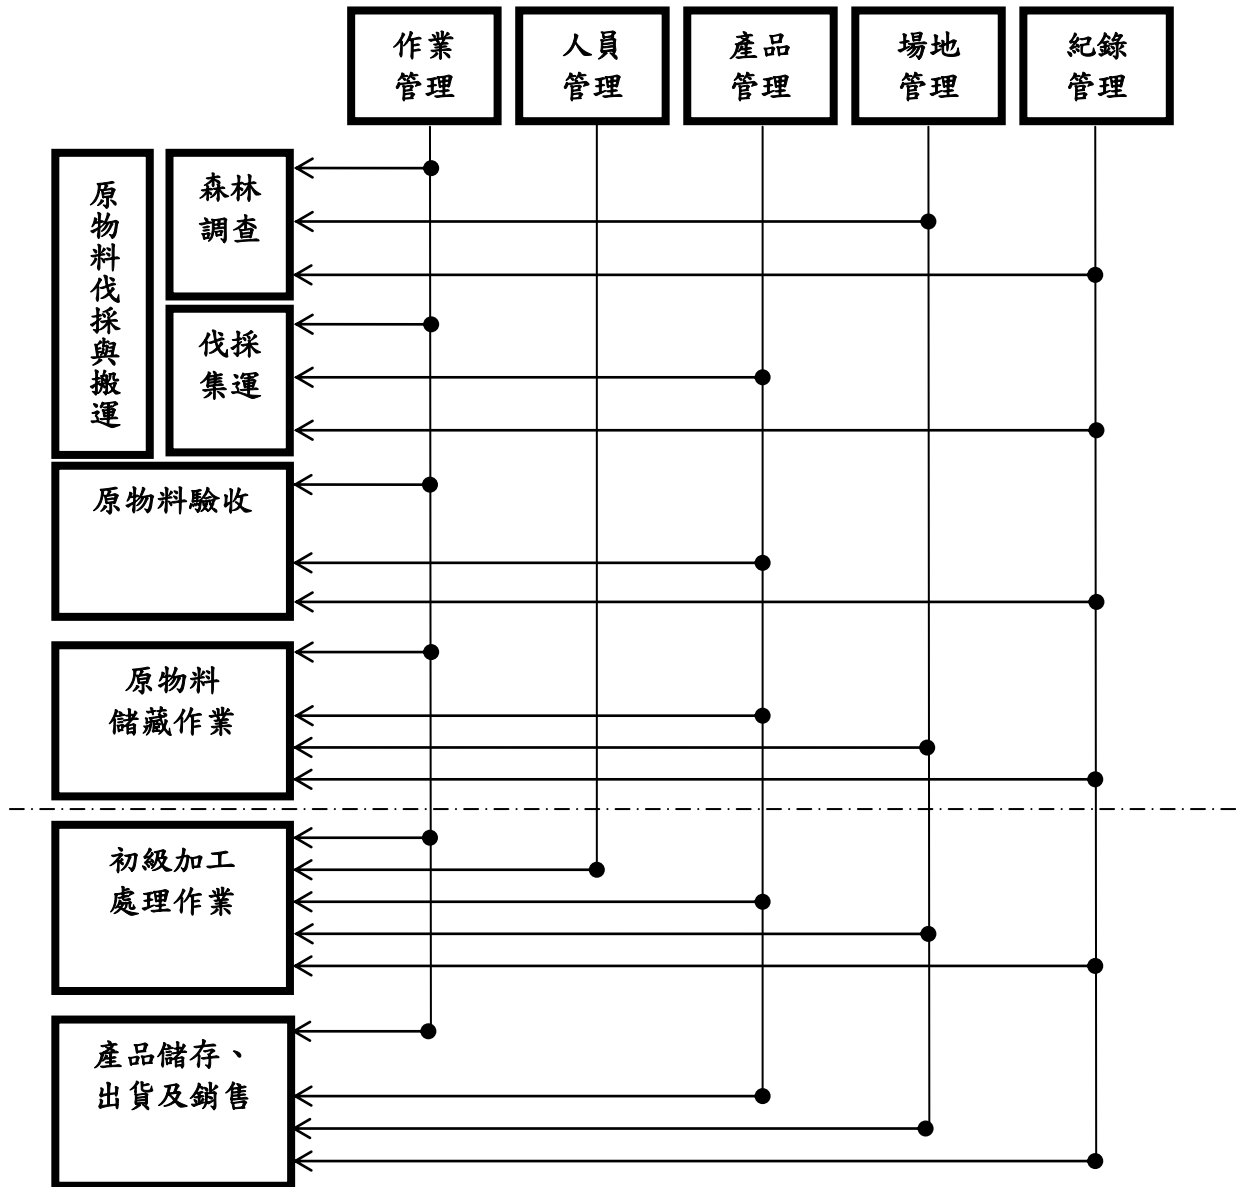 作業
管理
人員
管理
產品
管理
場地
管理
紀錄
管理
原物料伐採與搬運
森林
調查
伐採
集運
原物料驗收
原物料
儲藏作業
初級加工
處理作業
產品儲存、
出貨及銷售